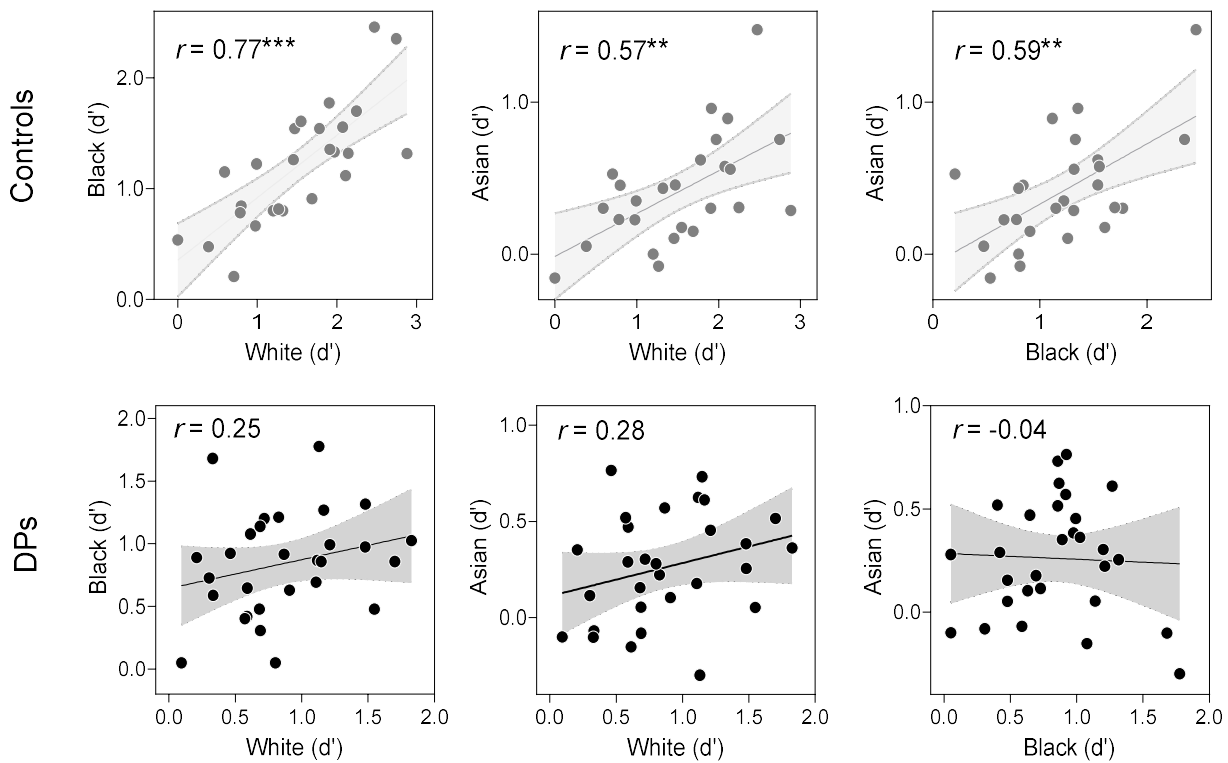 Controls
r = 0.77***
Black (d')
2.0
1.0
0.0
0 1 2 3
White (d')
r = 0.57**
Asian (d')
1.0
0.0
0 1 2 3
White (d')
r = 0.59**
Asian (d')
1.0
0.0
0 1 2
Black (d')
DPs
r = 0.25
Black (d')
2.0
1.5
1.0
0.5
0.0
0.0 0.5 1.0 1.5 2.0
White (d')
r = 0.28
Asian (d')
1.0
0.5
0.0
0.0 0.5 1.0 1.5 2.0
White (d')
r = -0.04
Asian (d')
1.0
0.5
0.0
0.0 0.5 1.0 1.5 2.0
Black (d')